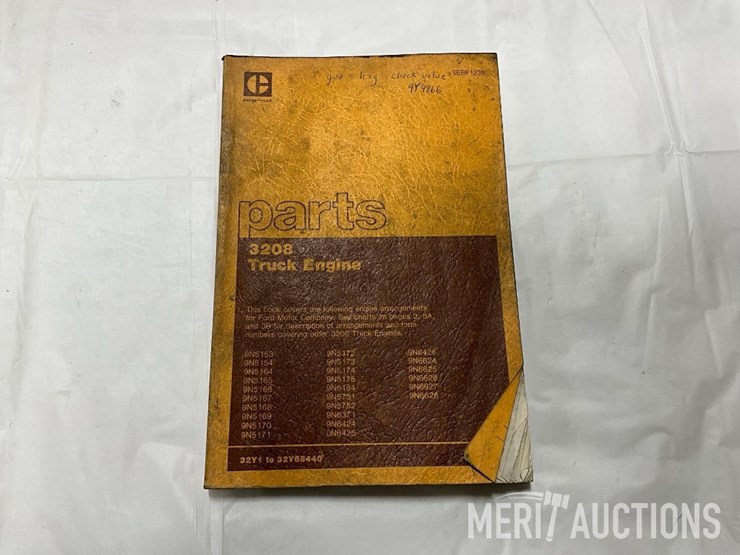 check valve
SEBP1236
parts
3208
Truck Engine
This book covers the following engine arrangements
for Ford Motor Company. See charts on pages 2, 3A,
and 3B for description of arrangements and form
numbers covering other 3208 Truck Engines.
9N5153 9N5172 9N6426
9N5154 9N5173 9N6624
9N5164 9N5174 9N6625
9N5165 9N5175 9N6626
9N5166 9N5184 9N6627
9N5167 9N5751 9N6628
9N5168 9N5752
9N5169 9N6371
9N5170 9N6424
9N5171 9N6425
32Y1 to 32Y68440
MERIT AUCTIONS